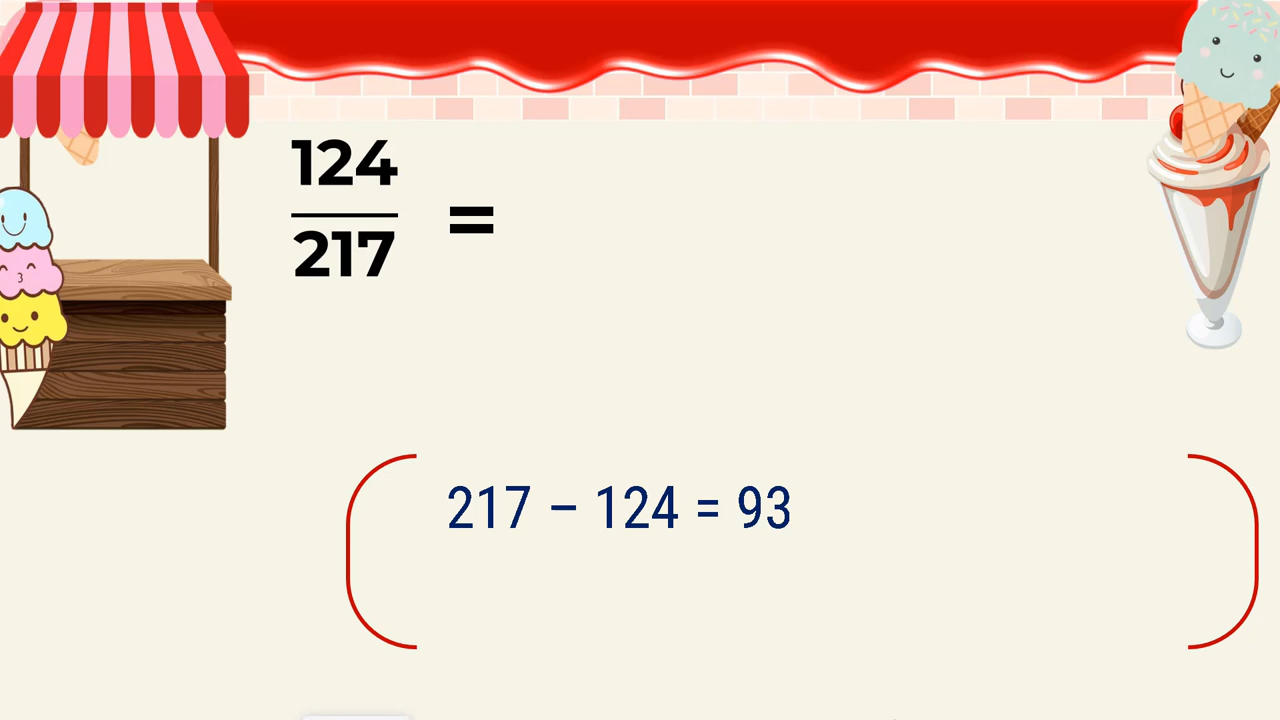 124
217
=
217 – 124 = 93